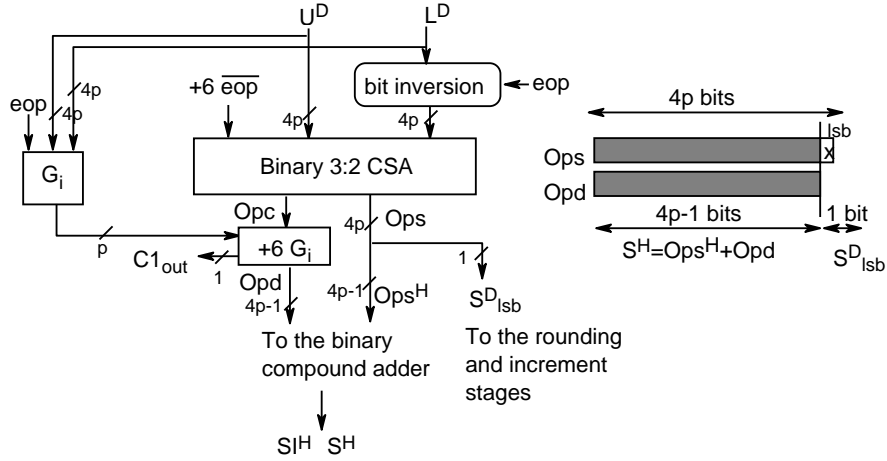 U^D L^D
+6 e̅o̅p̅ bit inversion eop
eop 4p 4p 4p 4p
G_i Binary 3:2 CSA
Opc 4p Ops
p +6 G_i
C1_out 1 Opd 4p-1 4p-1 Ops^H 1 S^D_lsb
To the binary
compound adder
To the rounding
and increment
stages
SI^H S^H
4p bits
lsb
Ops x
Opd
4p-1 bits 1 bit
S^H=Ops^H+Opd S^D_lsb